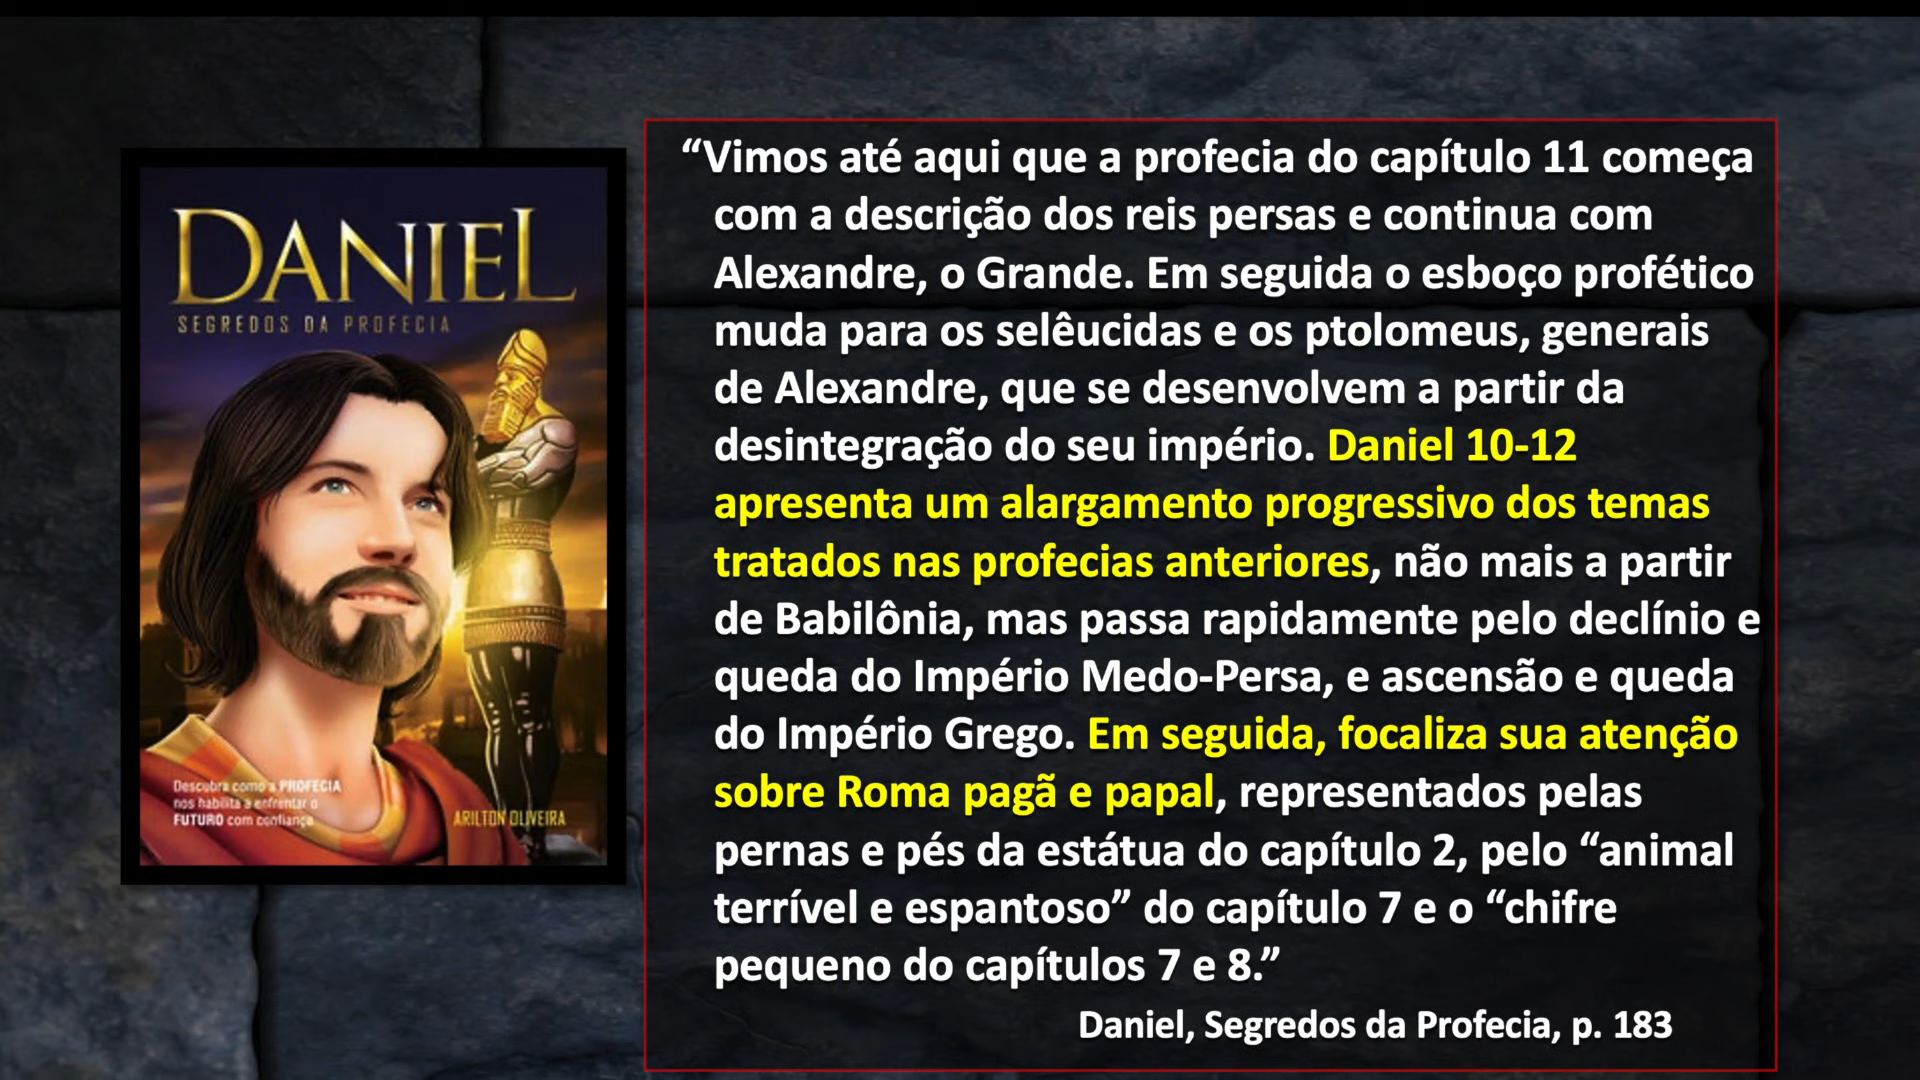 DANIEL
SEGREDOS DA PROFECIA
Descubra como a PROFECIA
nos habilita a enfrentar o
FUTURO com confiança
ARILTON OLIVEIRA
“Vimos até aqui que a profecia do capítulo 11 começa
com a descrição dos reis persas e continua com
Alexandre, o Grande. Em seguida o esboço profético
muda para os selêucidas e os ptolomeus, generais
de Alexandre, que se desenvolvem a partir da
desintegração do seu império. Daniel 10-12
apresenta um alargamento progressivo dos temas
tratados nas profecias anteriores, não mais a partir
de Babilônia, mas passa rapidamente pelo declínio e
queda do Império Medo-Persa, e ascensão e queda
do Império Grego. Em seguida, focaliza sua atenção
sobre Roma pagã e papal, representados pelas
pernas e pés da estátua do capítulo 2, pelo “animal
terrível e espantoso” do capítulo 7 e o “chifre
pequeno do capítulos 7 e 8.”
Daniel, Segredos da Profecia, p. 183